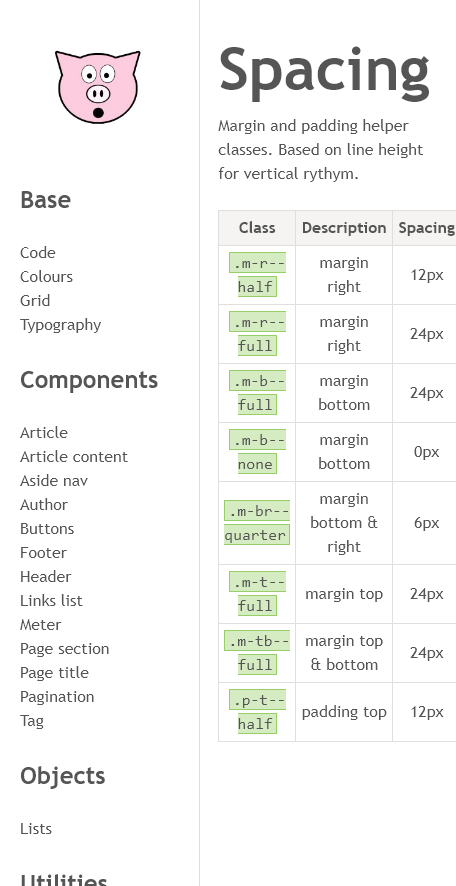 Base
Code
Colours
Grid
Typography
Components
Article
Article content
Aside nav
Author
Buttons
Footer
Header
Links list
Meter
Page section
Page title
Pagination
Tag
Objects
Lists
Utilities
Spacing
Margin and padding helper
classes. Based on line height
for vertical rythym.
Class Description Spacing
.m-r--half margin right 12px
.m-r--full margin right 24px
.m-b--full margin bottom 24px
.m-b--none margin bottom 0px
.m-br--quarter margin bottom & right 6px
.m-t--full margin top 24px
.m-tb--full margin top & bottom 24px
.p-t--half padding top 12px